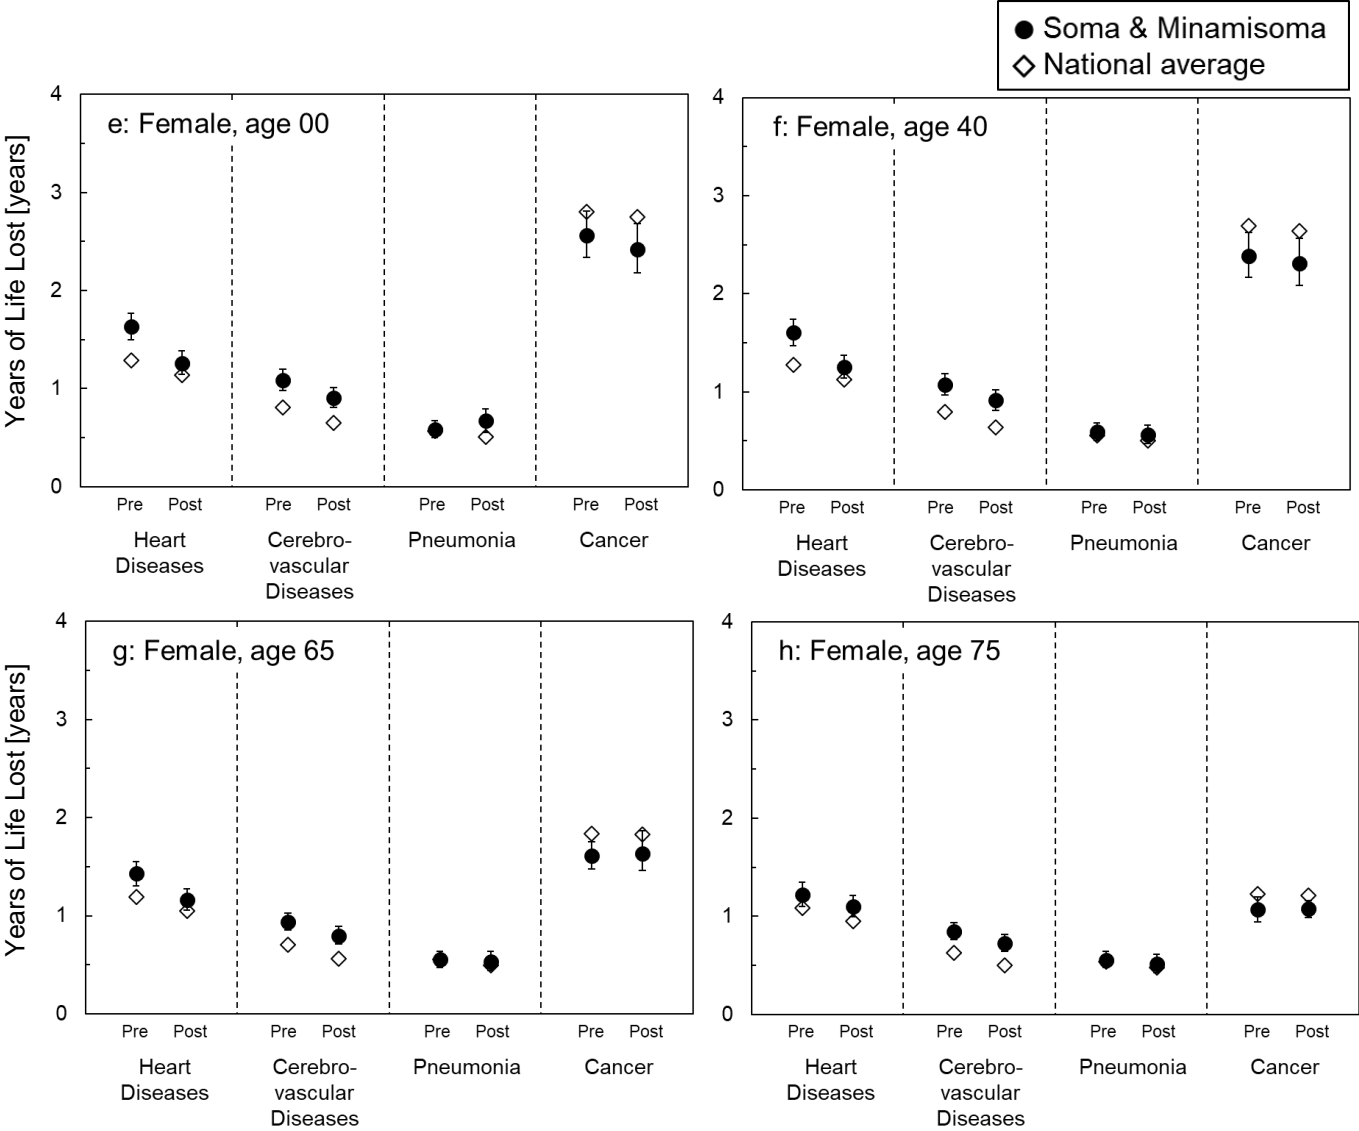 Soma & Minamisoma
National average
Years of Life Lost [years]
4
3
2
1
0
e: Female, age 00
Pre Post Pre Post Pre Post Pre Post
Heart Diseases
Cerebro-
vascular
Diseases
Pneumonia
Cancer
4
3
2
1
0
f: Female, age 40
Pre Post Pre Post Pre Post Pre Post
Heart
Diseases
Cerebro-
vascular
Diseases
Pneumonia
Cancer
Years of Life Lost [years]
4
3
2
1
0
g: Female, age 65
Pre Post Pre Post Pre Post Pre Post
Heart
Diseases
Cerebro-
vascular
Diseases
Pneumonia
Cancer
4
3
2
1
0
h: Female, age 75
Pre Post Pre Post Pre Post Pre Post
Heart
Diseases
Cerebro-
vascular
Diseases
Pneumonia
Cancer